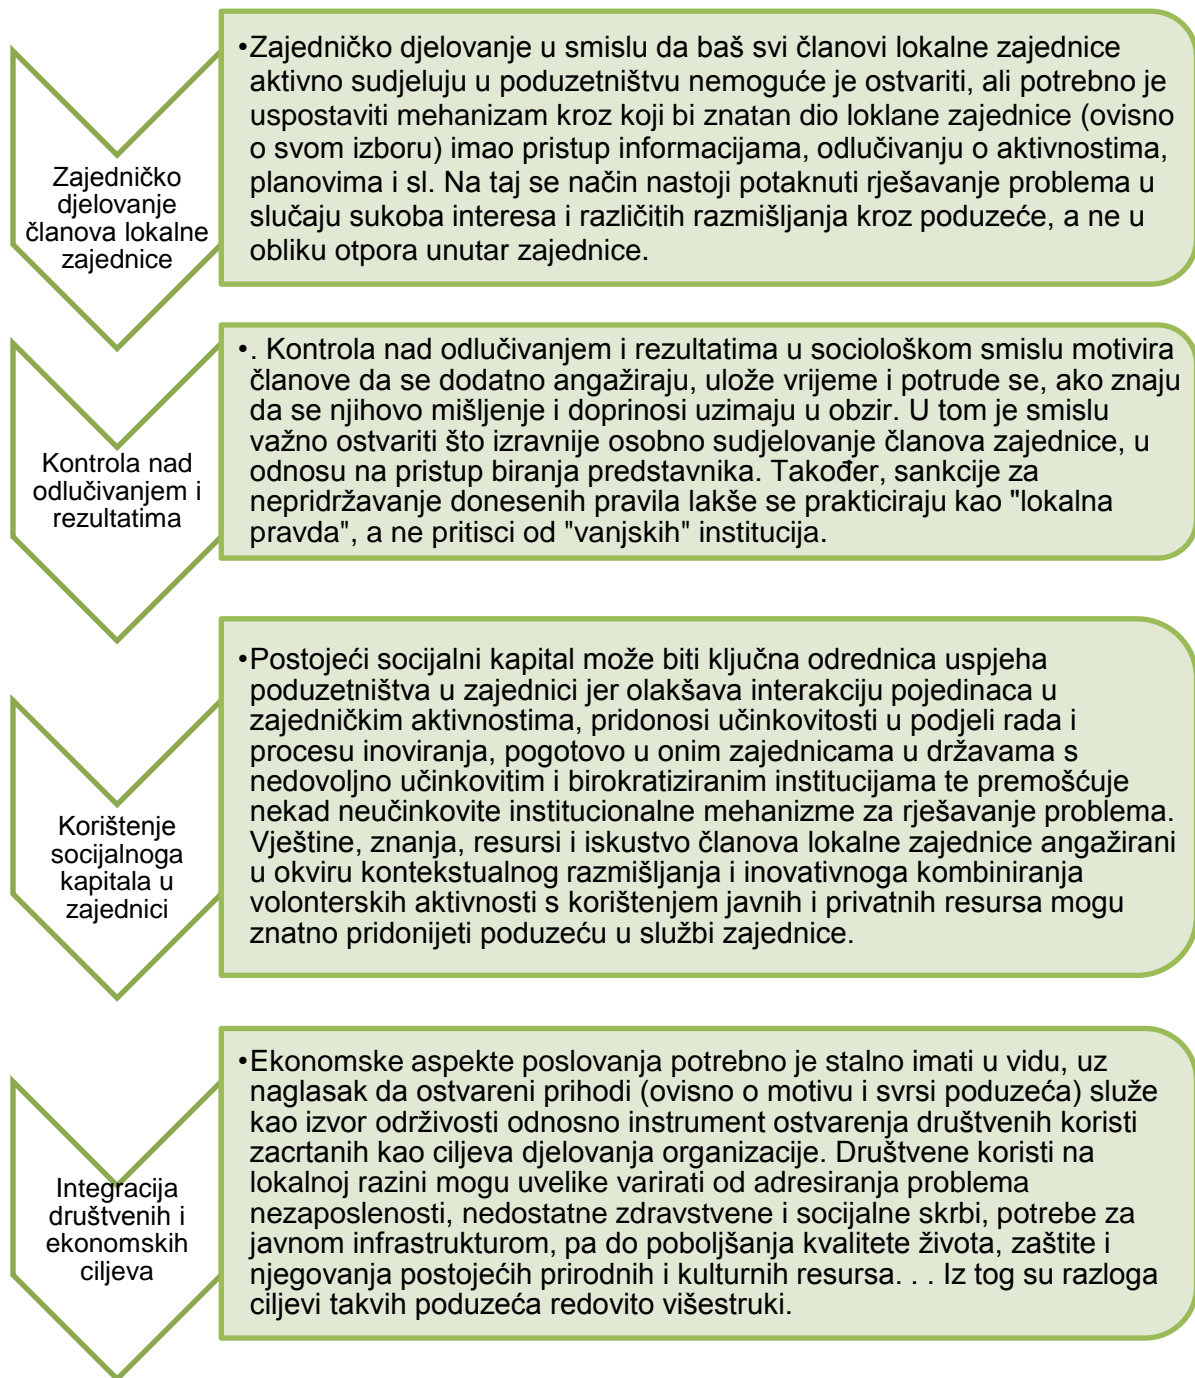 Zajedničko
djelovanje
članova lokalne
zajednice
•Zajedničko djelovanje u smislu da baš svi članovi lokalne zajednice
aktivno sudjeluju u poduzetništvu nemoguće je ostvariti, ali potrebno je
uspostaviti mehanizam kroz koji bi znatan dio loklane zajednice (ovisno
o svom izboru) imao pristup informacijama, odlučivanju o aktivnostima,
planovima i sl. Na taj se način nastoji potaknuti rješavanje problema u
slučaju sukoba interesa i različitih razmišljanja kroz poduzeće, a ne u
obliku otpora unutar zajednice.
Kontrola nad
odlučivanjem i
rezultatima
•. Kontrola nad odlučivanjem i rezultatima u sociološkom smislu motivira
članove da se dodatno angažiraju, ulože vrijeme i potrude se, ako znaju
da se njihovo mišljenje i doprinosi uzimaju u obzir. U tom je smislu
važno ostvariti što izravnije osobno sudjelovanje članova zajednice, u
odnosu na pristup biranja predstavnika. Također, sankcije za
nepridržavanje donesenih pravila lakše se prakticiraju kao "lokalna
pravda", a ne pritisci od "vanjskih" institucija.
Korištenje
socijalnoga
kapitala u
zajednici
•Postojeći socijalni kapital može biti ključna odrednica uspjeha
poduzetništva u zajednici jer olakšava interakciju pojedinaca u
zajedničkim aktivnostima, pridonosi učinkovitosti u podjeli rada i
procesu inoviranja, pogotovo u onim zajednicama u državama s
nedovoljno učinkovitim i birokratiziranim institucijama te premošćuje
nekad neučinkovite institucionalne mehanizme za rješavanje problema.
Vještine, znanja, resursi i iskustvo članova lokalne zajednice angažirani
u okviru kontekstualnog razmišljanja i inovativnoga kombiniranja
volonterskih aktivnosti s korištenjem javnih i privatnih resursa mogu
znatno pridonijeti poduzeću u službi zajednice.
Integracija
društvenih i
ekonomskih
ciljeva
•Ekonomske aspekte poslovanja potrebno je stalno imati u vidu, uz
naglasak da ostvareni prihodi (ovisno o motivu i svrsi poduzeća) služe
kao izvor održivosti odnosno instrument ostvarenja društvenih koristi
zacrtanih kao ciljeva djelovanja organizacije. Društvene koristi na
lokalnoj razini mogu uvelike varirati od adresiranja problema
nezaposlenosti, nedostatne zdravstvene i socijalne skrbi, potrebe za
javnom infrastrukturom, pa do poboljšanja kvalitete života, zaštite i
njegovanja postojećih prirodnih i kulturnih resursa. . . Iz tog su razloga
ciljevi takvih poduzeća redovito višestruki.